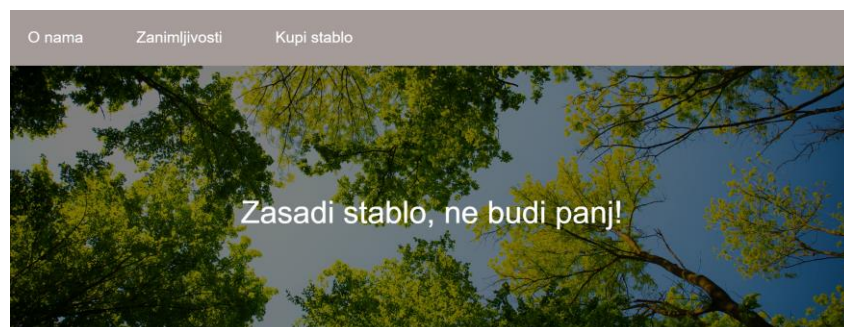 O nama Zanimljivosti Kupi stablo
Zasadi stablo, ne budi panj!